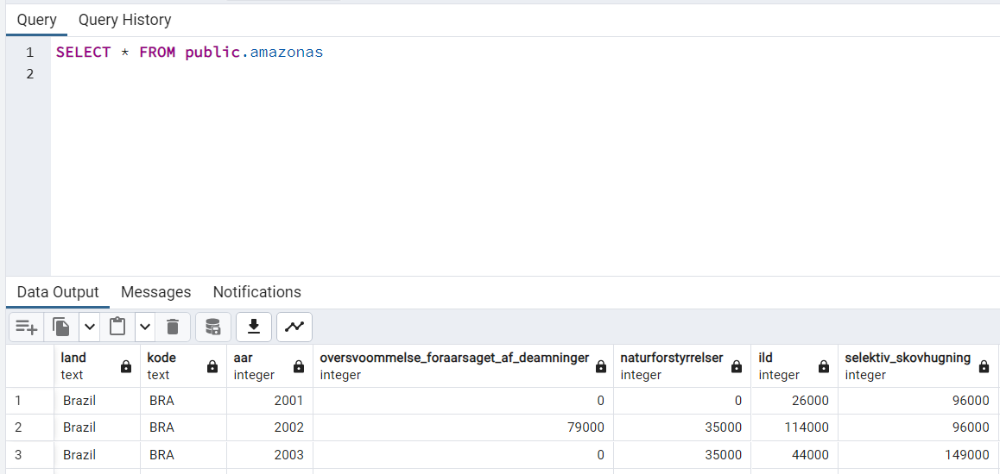 Query Query History
1 SELECT * FROM public.amazonas
2
Data Output Messages Notifications
land kode aar oversvoommelse_foraarsaget_af_deamninger naturforstyrrelser ild selektiv_skovhugning
text text integer integer integer integer integer
1 Brazil BRA 2001 0 0 26000 96000
2 Brazil BRA 2002 79000 35000 114000 96000
3 Brazil BRA 2003 0 35000 44000 149000